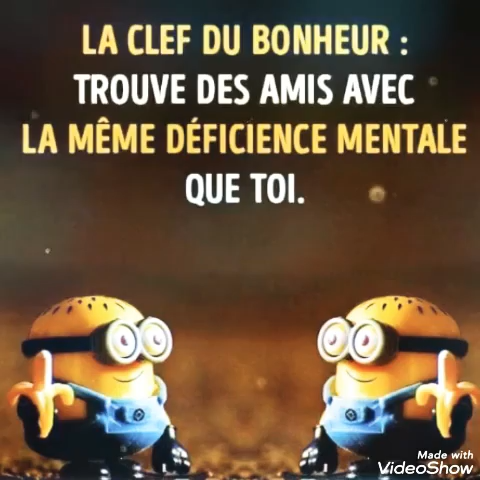 LA CLEF DU BONHEUR :
TROUVE DES AMIS AVEC
LA MÊME DÉFICIENCE MENTALE
QUE TOI.
Made with
VideoShow